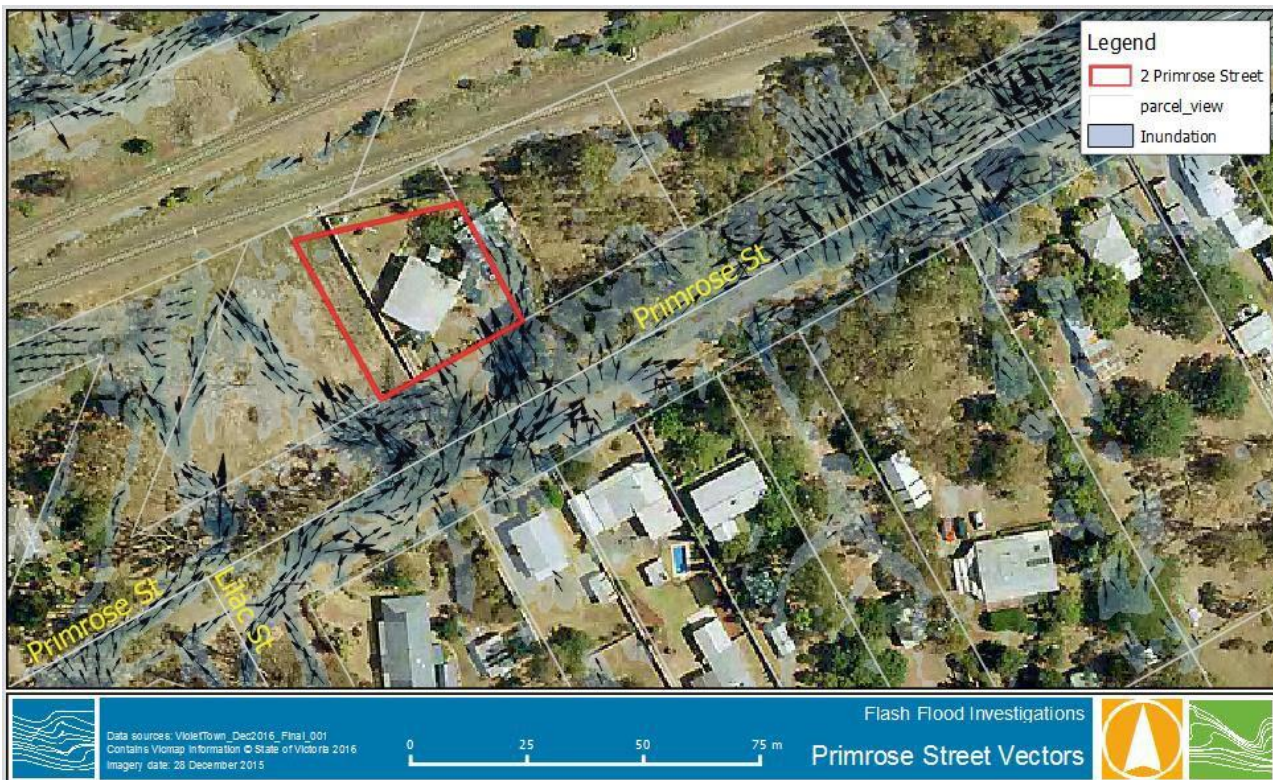 Legend
2 Primrose Street
parcel_view
Inundation
Primrose St
Primrose St
Lilac St
Data sources: VioletTown_Dec2016_Final_001
Contains Vicmap Information © State of Victoria 2016
Imagery date: 28 December 2015
0 25 50 75 m
Flash Flood Investigations
Primrose Street Vectors